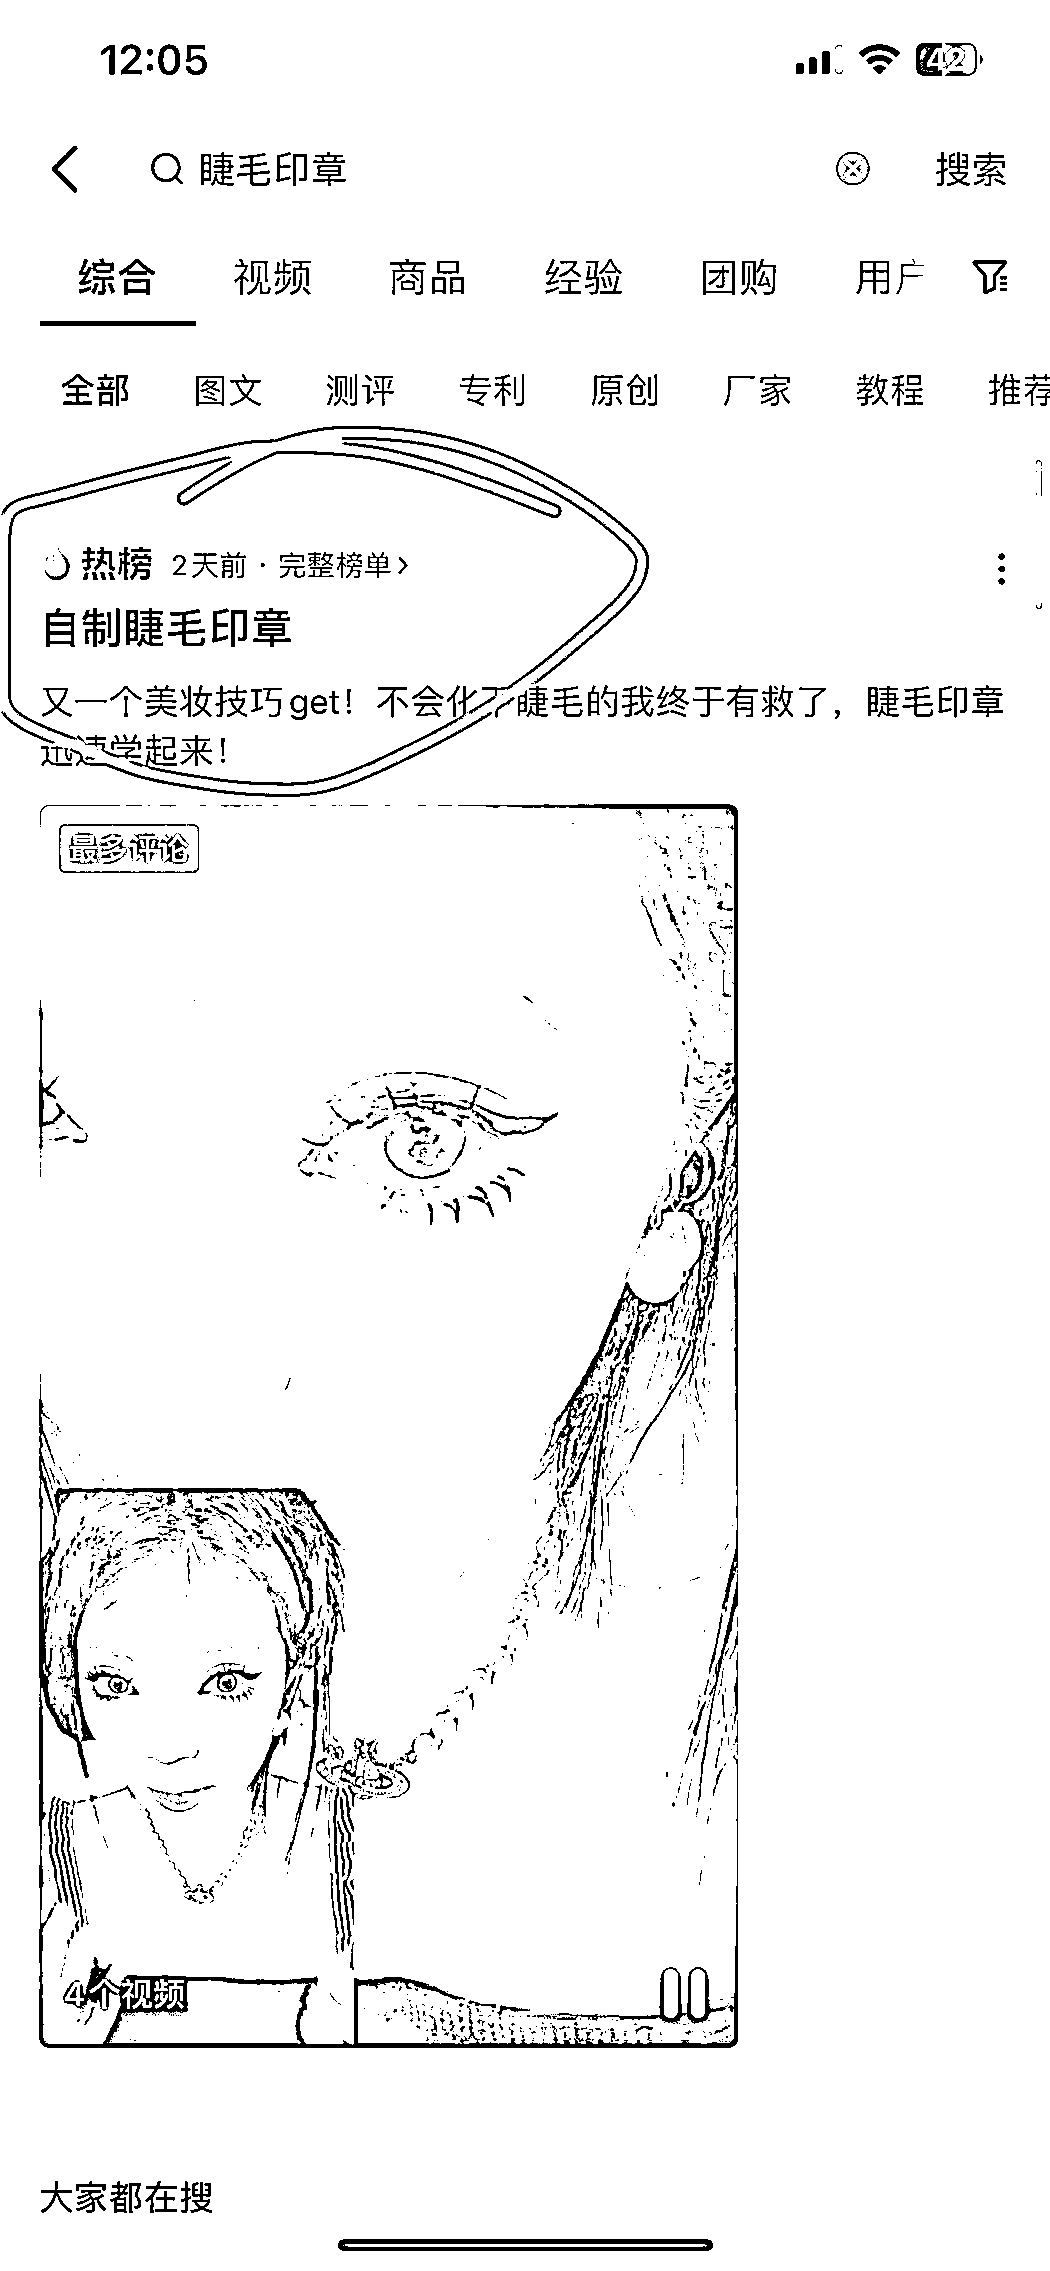 12:05
42
睫毛印章
搜索
综合 视频 商品 经验 团购 用户
全部 图文 测评 专利 原创 厂家 教程 推荐
热榜 2天前 · 完整榜单>
自制睫毛印章
又一个美妆技巧get！不会化下睫毛的我终于有救了，睫毛印章
迅速学起来！
最多评论
4个视频
大家都在搜